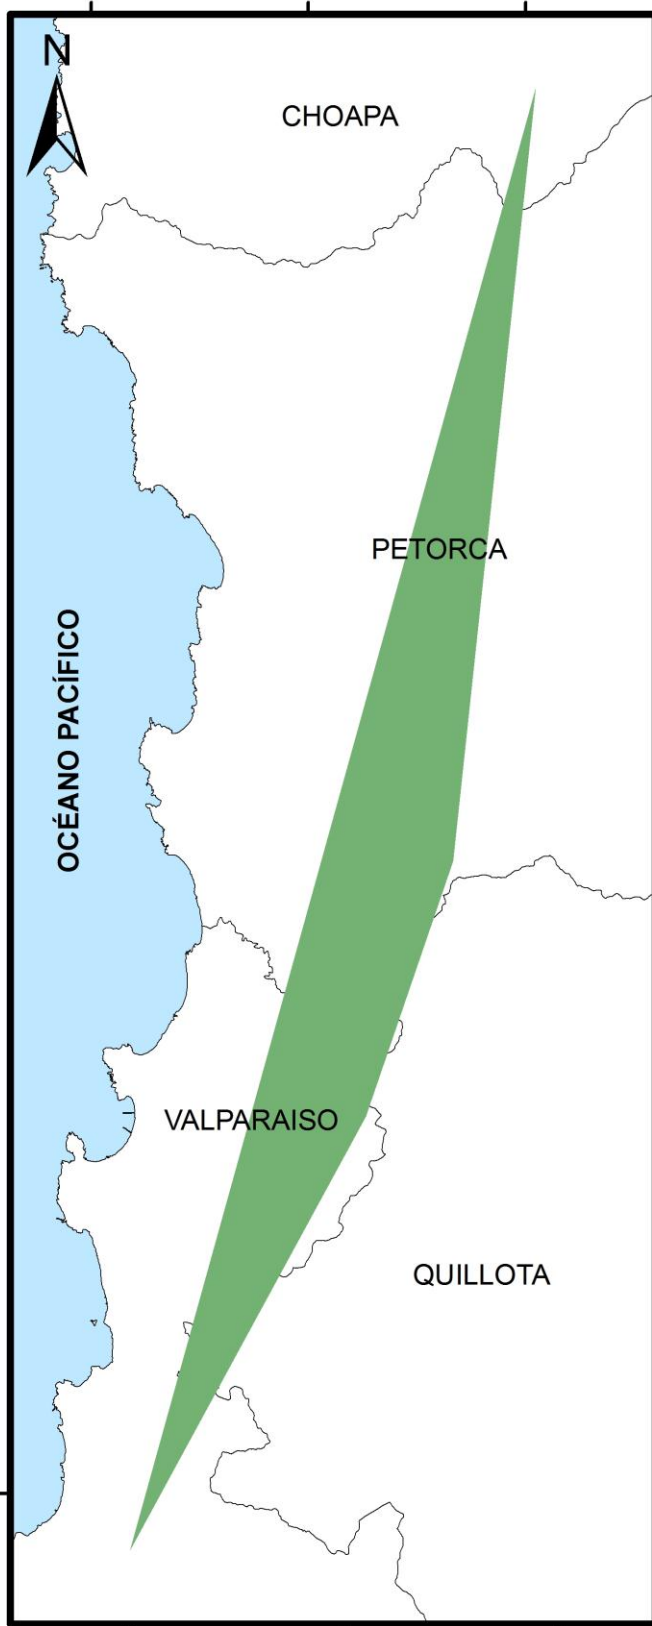 N
CHOAPA
PETORCA
OCÉANO PACÍFICO
VALPARAISO
QUILLOTA